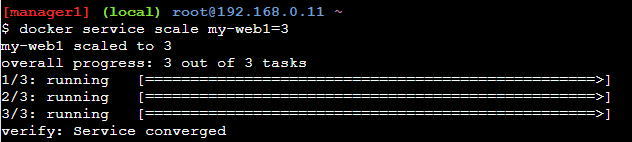 [manager1] (local) root@192.168.0.11 ~
$ docker service scale my-web1=3
my-web1 scaled to 3
overall progress: 3 out of 3 tasks
1/3: running   [==================================================>]
2/3: running   [==================================================>]
3/3: running   [==================================================>]
verify: Service converged